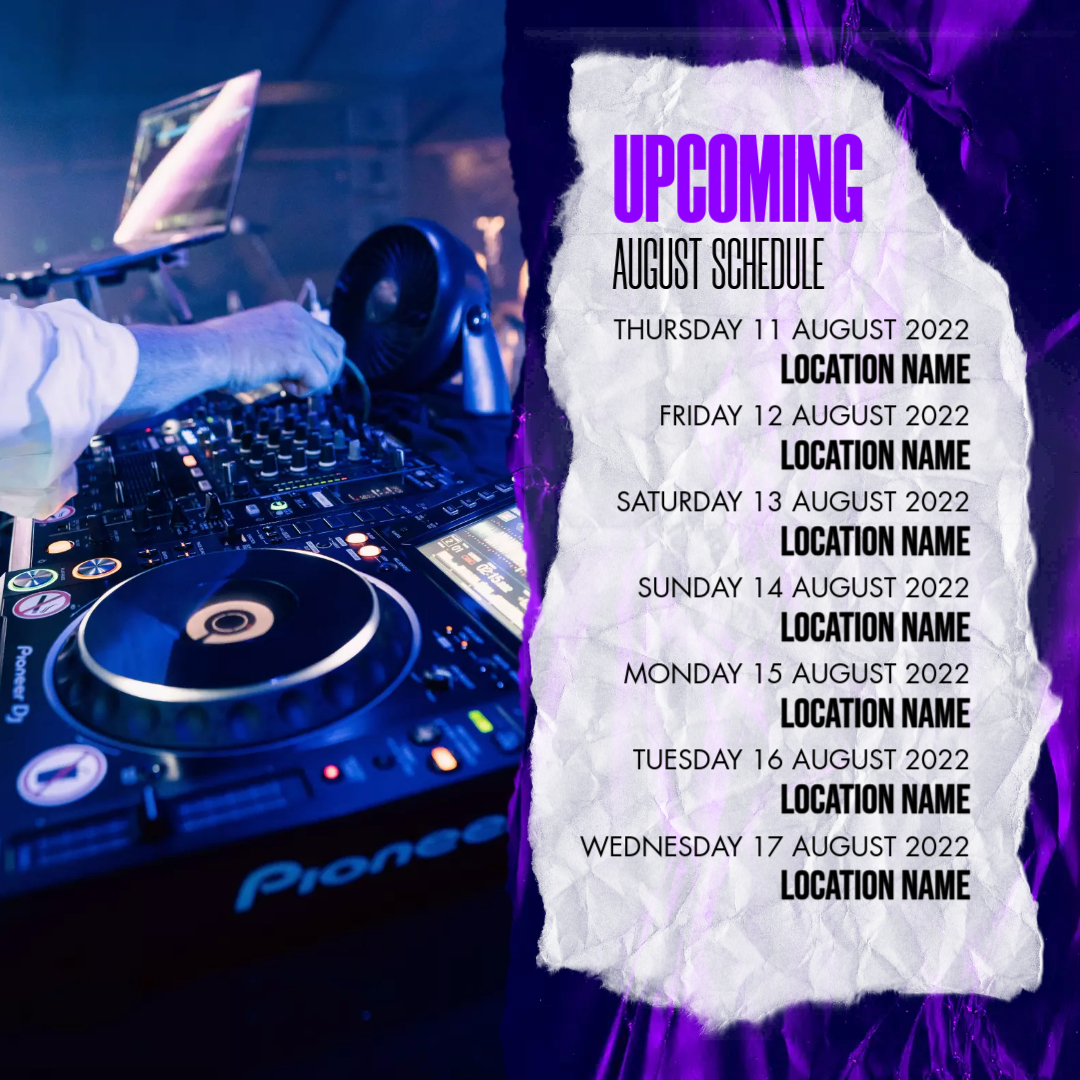 UPCOMING
AUGUST SCHEDULE
THURSDAY 11 AUGUST 2022
LOCATION NAME
FRIDAY 12 AUGUST 2022
LOCATION NAME
SATURDAY 13 AUGUST 2022
LOCATION NAME
SUNDAY 14 AUGUST 2022
LOCATION NAME
MONDAY 15 AUGUST 2022
LOCATION NAME
TUESDAY 16 AUGUST 2022
LOCATION NAME
WEDNESDAY 17 AUGUST 2022
LOCATION NAME
Pioneer Dj
Pionee